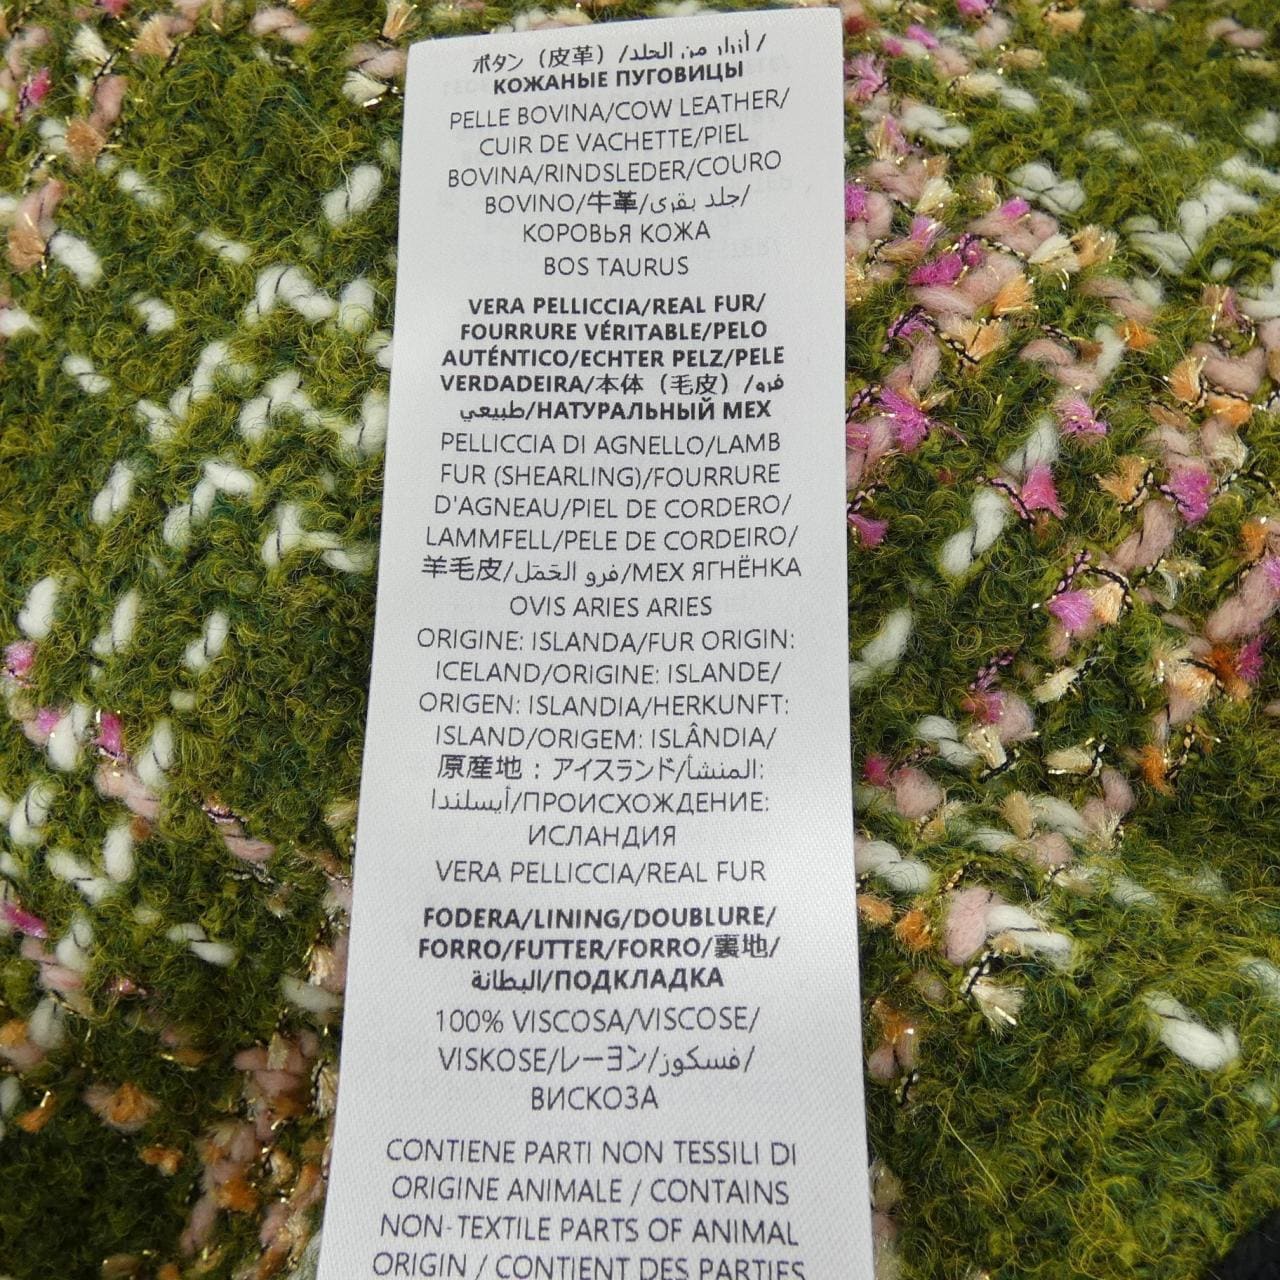 ボタン（皮革）/أزرار من الجلد/
КОЖАНЫЕ ПУГОВИЦЫ
PELLE BOVINA/COW LEATHER/
CUIR DE VACHETTE/PIEL
BOVINA/RINDSLEDER/COURO
BOVINO/牛革/جلد بقرى/
КОРОВЬЯ КОЖА
BOS TAURUS
VERA PELLICCIA/REAL FUR/
FOURRURE VÉRITABLE/PELO
AUTÉNTICO/ECHTER PELZ/PELE
VERDADEIRA/本体（毛皮）/فرو
طبيعي/НАТУРАЛЬНЫЙ МЕХ
PELLICCIA DI AGNELLO/LAMB
FUR (SHEARLING)/FOURRURE
D'AGNEAU/PIEL DE CORDERO/
LAMMFELL/PELE DE CORDEIRO/
羊毛皮/فرو الحَمَل/МЕХ ЯГНЁНКА
OVIS ARIES ARIES
ORIGINE: ISLANDA/FUR ORIGIN:
ICELAND/ORIGINE: ISLANDE/
ORIGEN: ISLANDIA/HERKUNFT:
ISLAND/ORIGEM: ISLÂNDIA/
原産地：アイスランド/المنشأ:
أيسلندا/ПРОИСХОЖДЕНИЕ:
ИСЛАНДИЯ
VERA PELLICCIA/REAL FUR
FODERA/LINING/DOUBLURE/
FORRO/FUTTER/FORRO/裏地/
البطانة/ПОДКЛАДКА
100% VISCOSA/VISCOSE/
VISKOSE/レーヨン/فسكوز/
ВИСКОЗА
CONTIENE PARTI NON TESSILI DI
ORIGINE ANIMALE / CONTAINS
NON-TEXTILE PARTS OF ANIMAL
ORIGIN / CONTIENT DES PARTIES